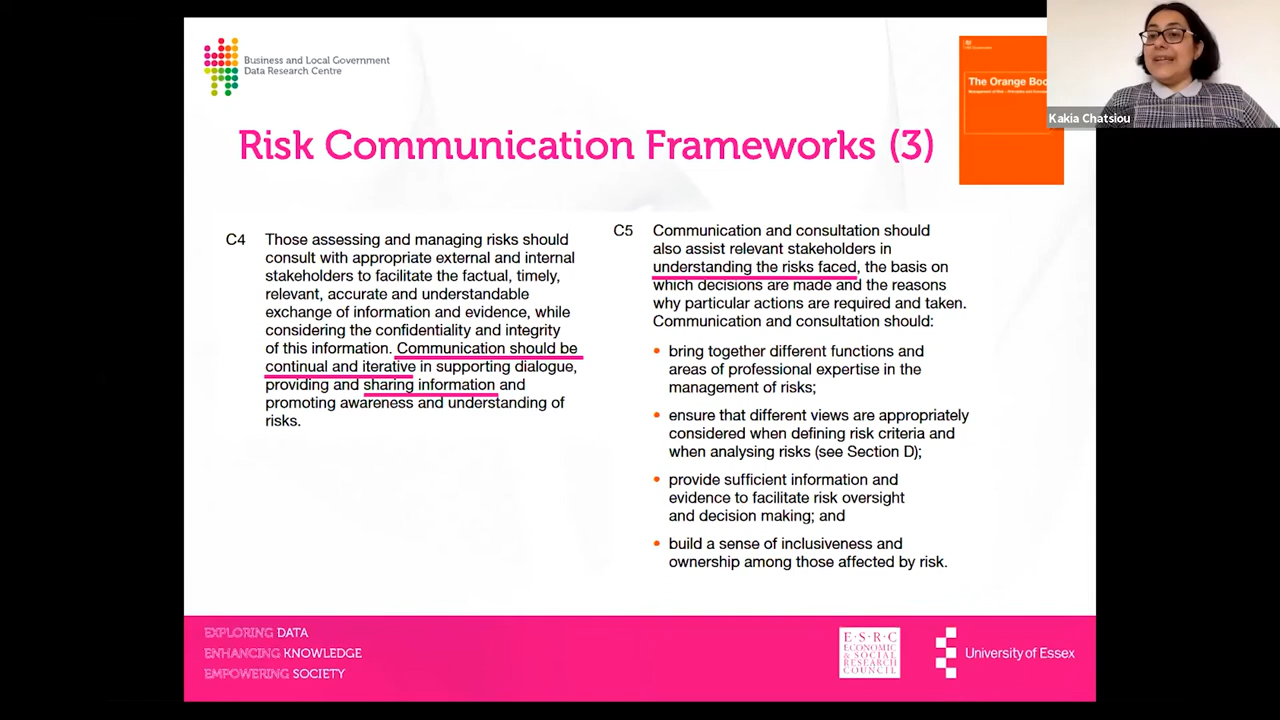 Business and Local Government
Data Research Centre
The Orange Boo
Kakia Chatsiou
Risk Communication Frameworks (3)
C4
Those assessing and managing risks should
consult with appropriate external and internal
stakeholders to facilitate the factual, timely,
relevant, accurate and understandable
exchange of information and evidence, while
considering the confidentiality and integrity
of this information. Communication should be
continual and iterative in supporting dialogue,
providing and sharing information and
promoting awareness and understanding of
risks.
C5
Communication and consultation should
also assist relevant stakeholders in
understanding the risks faced, the basis on
which decisions are made and the reasons
why particular actions are required and taken.
Communication and consultation should:
• bring together different functions and
areas of professional expertise in the
management of risks;
• ensure that different views are appropriately
considered when defining risk criteria and
when analysing risks (see Section D);
• provide sufficient information and
evidence to facilitate risk oversight
and decision making; and
• build a sense of inclusiveness and
ownership among those affected by risk.
EXPLORING DATA
ENHANCING KNOWLEDGE
EMPOWERING SOCIETY
E·S·R·C
ECONOMIC
& SOCIAL
RESEARCH
COUNCIL
University of Essex